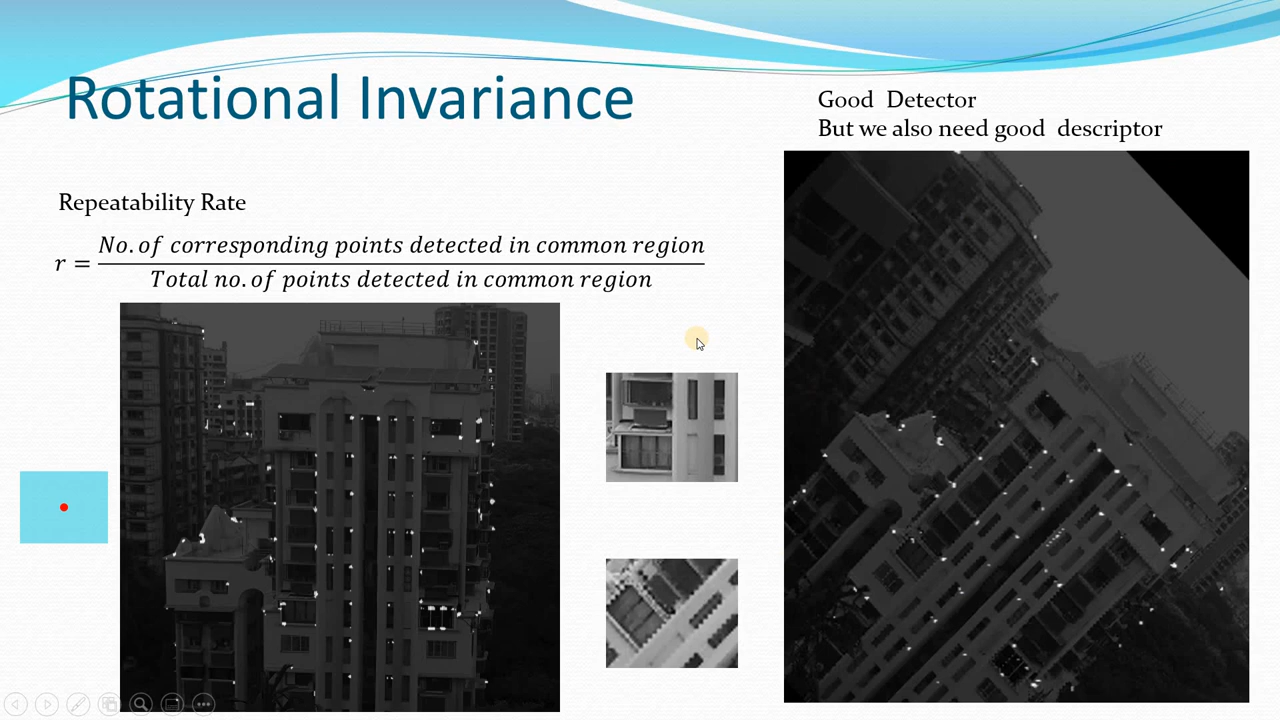 Rotational Invariance
Good Detector
But we also need good descriptor
Repeatability Rate
r = No. of corresponding points detected in common region / Total no. of points detected in common region